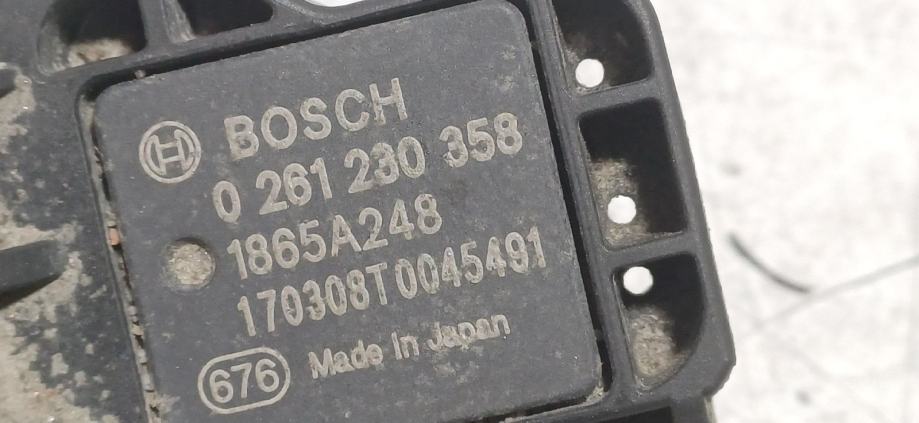 BOSCH
0 261 230 358
1865A248
170308T0045491
676 Made in Japan